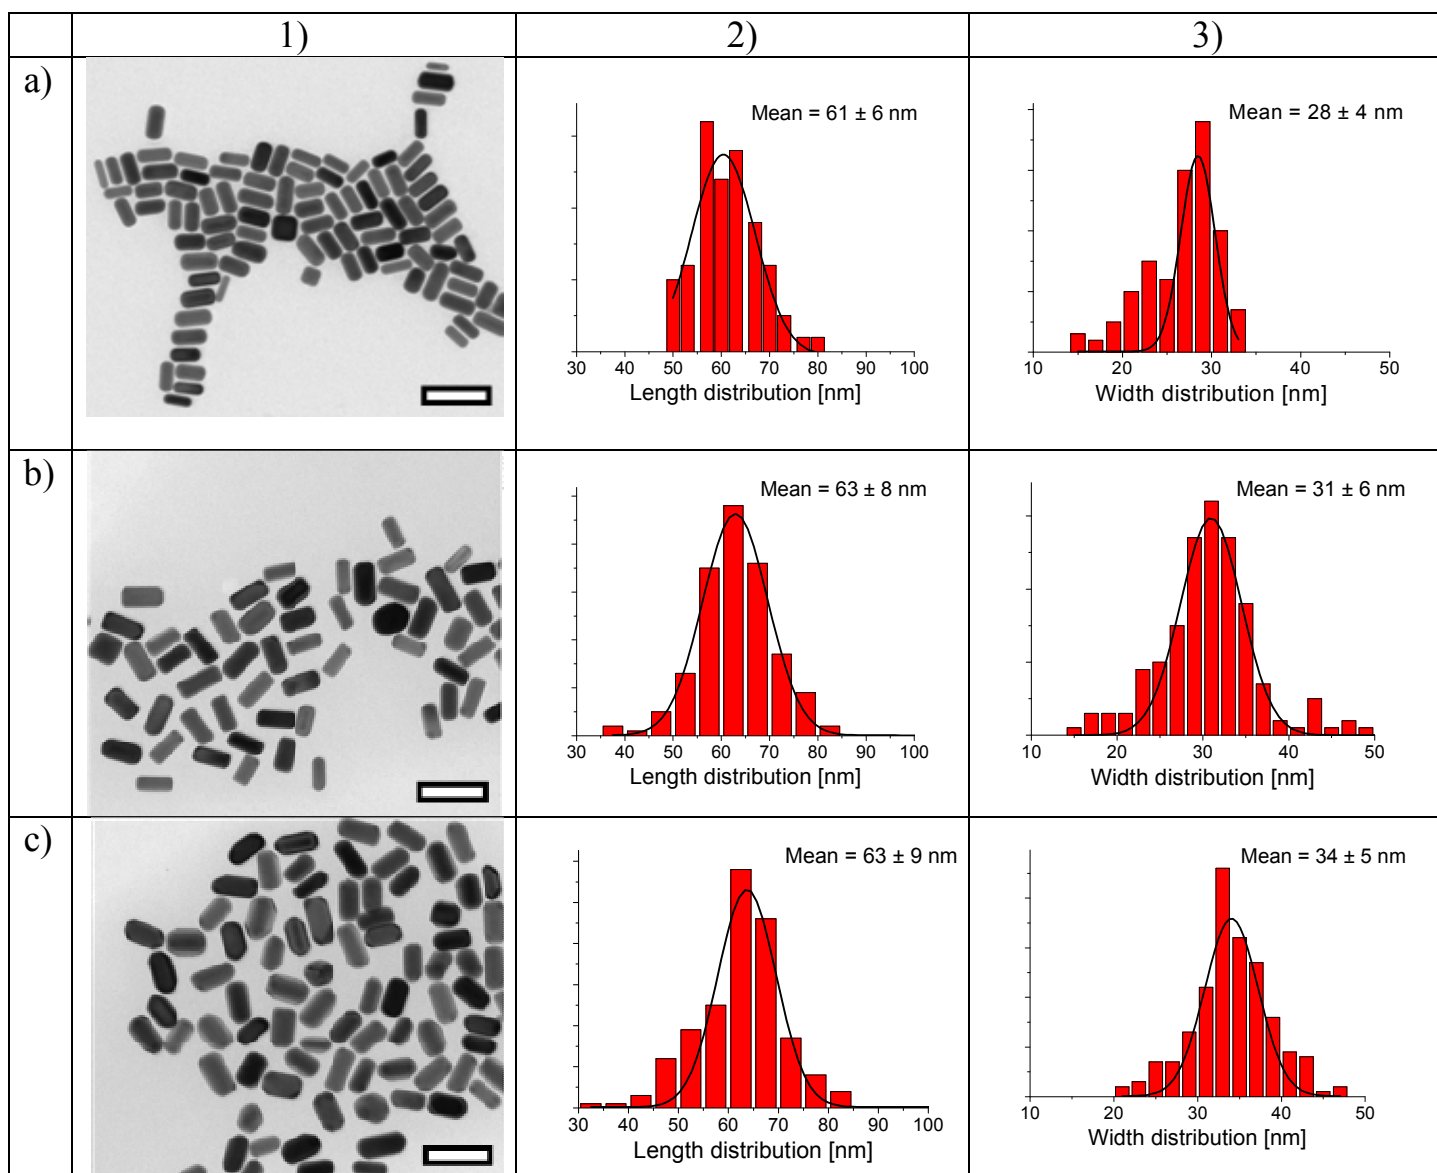 1) 2) 3)
a)
Mean = 61 ± 6 nm
30 40 50 60 70 80 90 100
Length distribution [nm]
Mean = 28 ± 4 nm
10 20 30 40 50
Width distribution [nm]
b)
Mean = 63 ± 8 nm
30 40 50 60 70 80 90 100
Length distribution [nm]
Mean = 31 ± 6 nm
10 20 30 40 50
Width distribution [nm]
c)
Mean = 63 ± 9 nm
30 40 50 60 70 80 90 100
Length distribution [nm]
Mean = 34 ± 5 nm
10 20 30 40 50
Width distribution [nm]